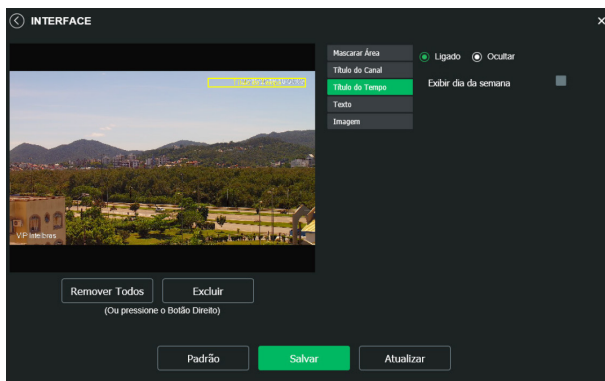 INTERFACE
Mascarar Área
Título do Canal
Título do Tempo
Texto
Imagem
Ligado Ocultar
Exibir dia da semana
VIP Intelbras
Remover Todos Excluir
(Ou pressione o Botão Direito)
Padrão Salvar Atualizar